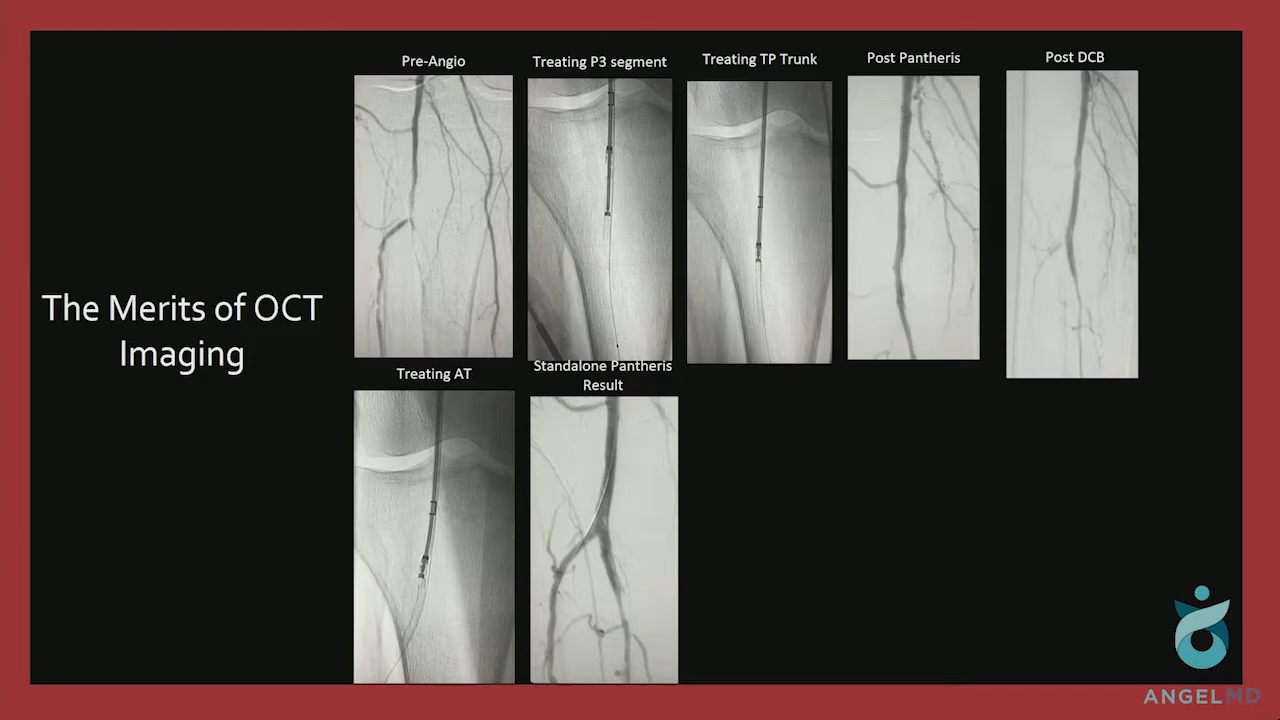 Pre-Angio
Treating P3 segment
Treating TP Trunk
Post Pantheris
Post DCB
The Merits of OCT
Imaging
Treating AT
Standalone Pantheris
Result
ANGELMD